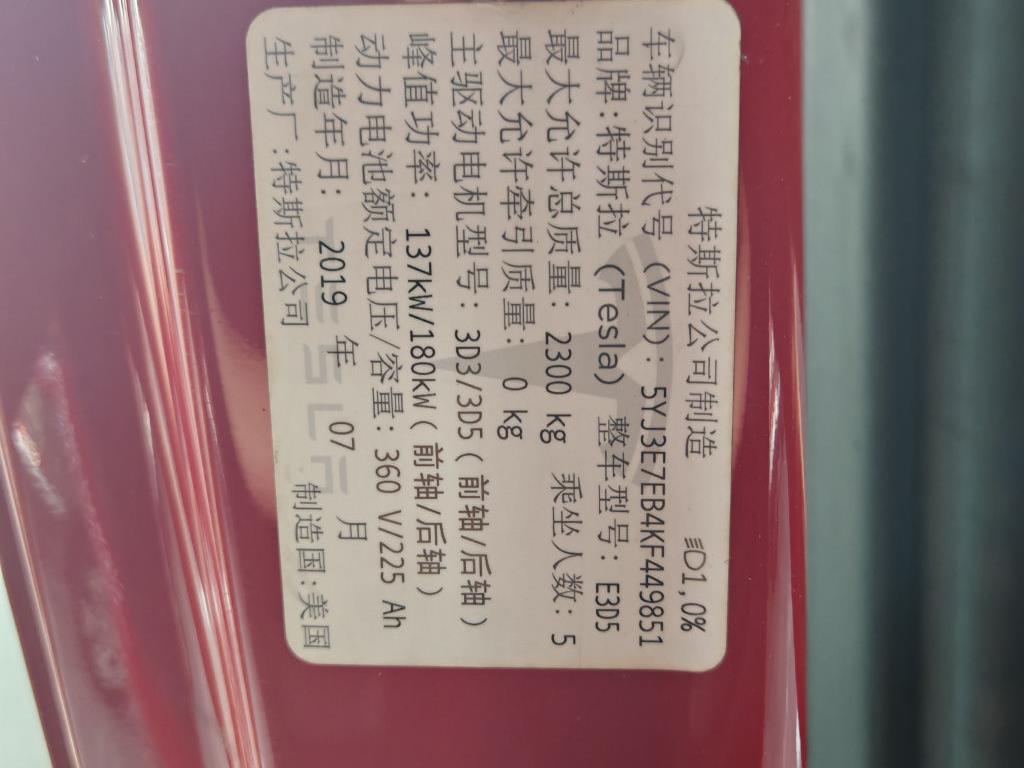 特斯拉公司制造 1,0%
车辆识别代号 (VIN): 5YJ3E7EB4KF449851
品牌:特斯拉 (Tesla) 整车型号: E3D5
最大允许总质量: 2300 kg 乘坐人数: 5
最大允许牵引质量: 0 kg
主驱动电机型号: 3D3/3D5(前轴/后轴)
峰值功率: 137kW/180kW(前轴/后轴)
动力电池额定电压/容量: 360 V/225 Ah
制造年月: 2019 年 07 月
生产厂:特斯拉公司 制造国:美国
TESLA